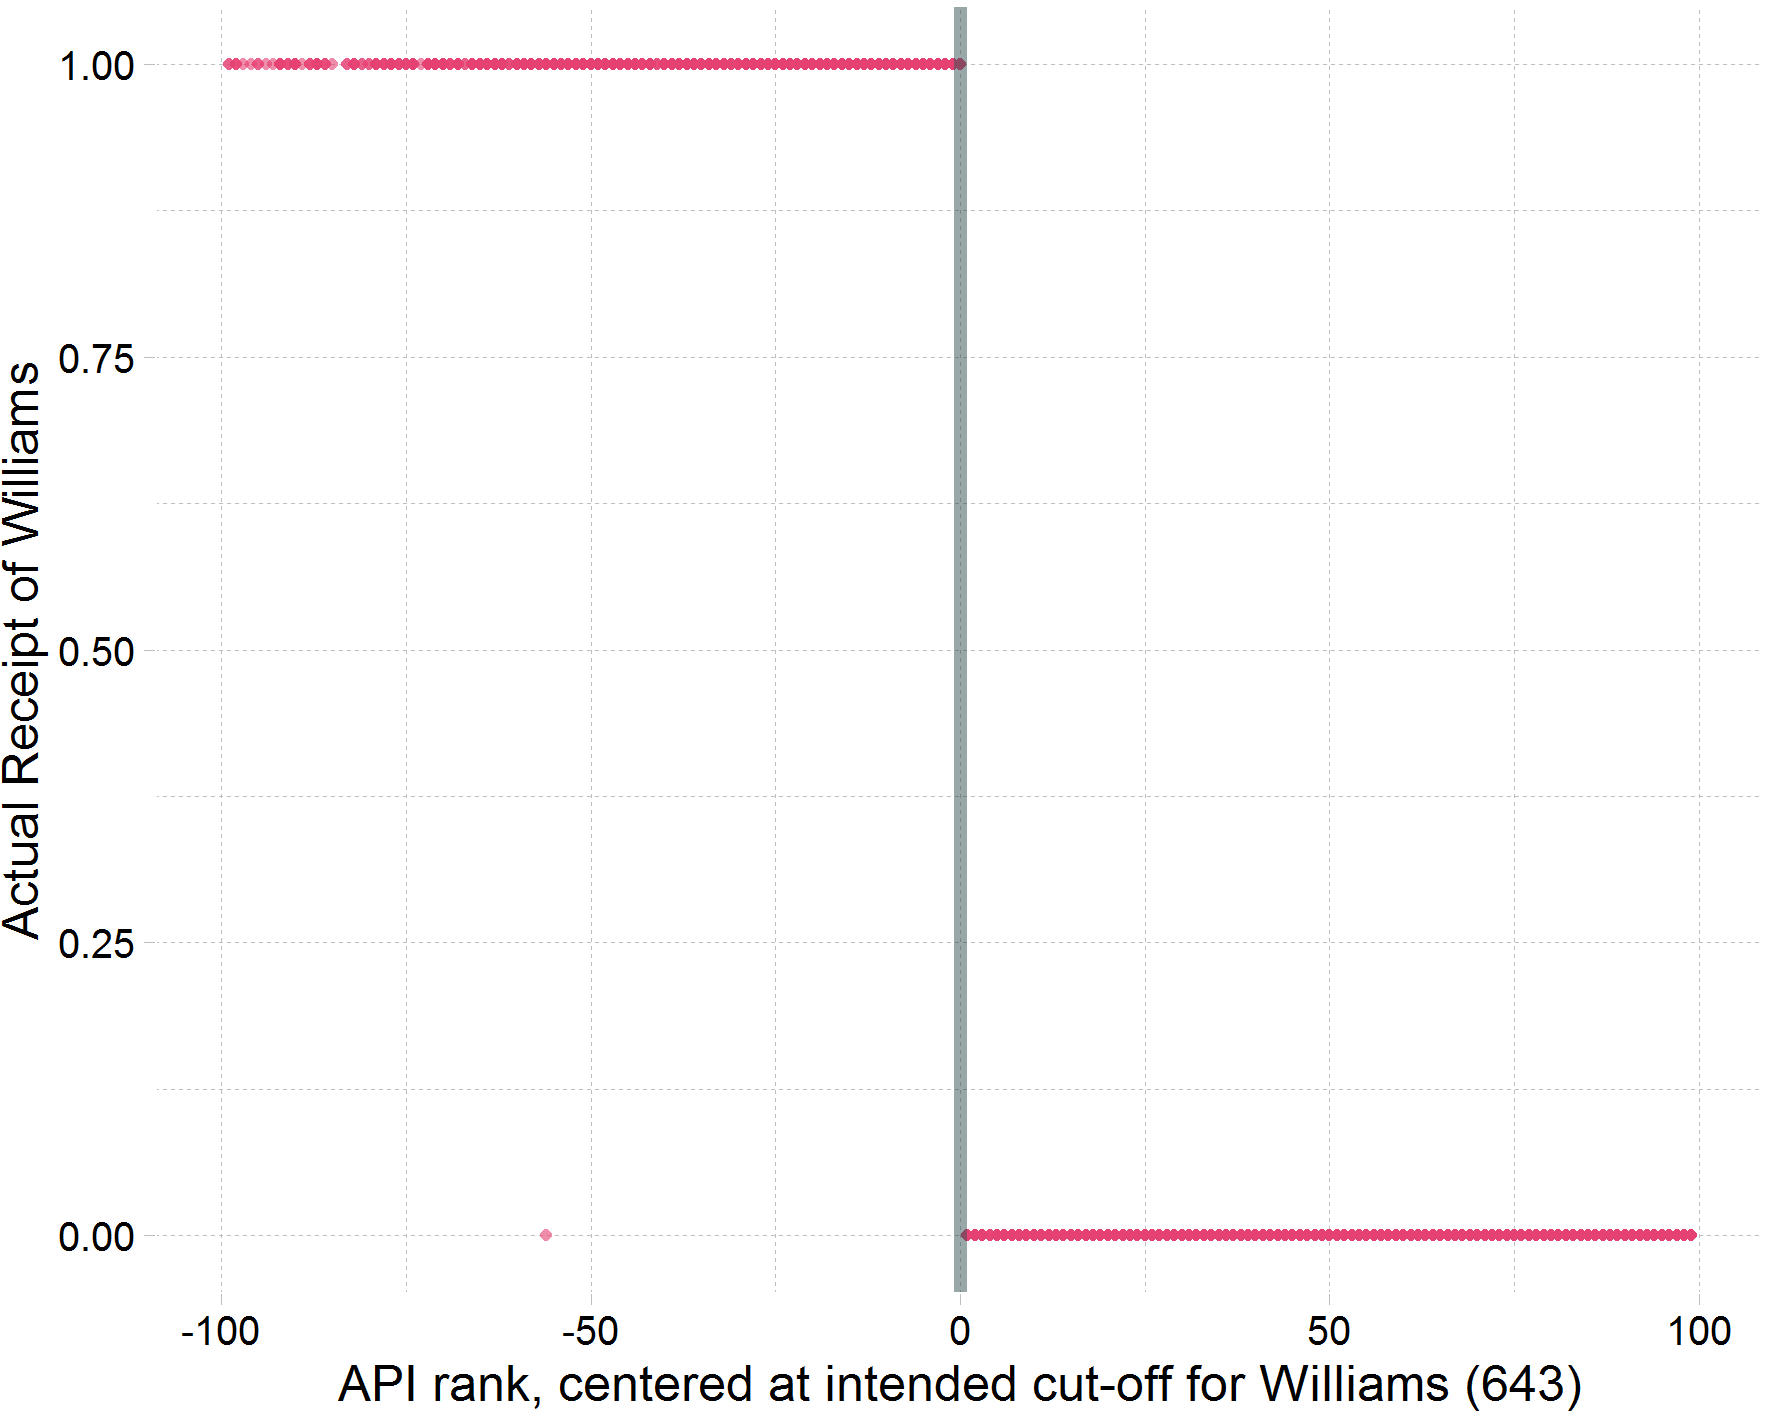 Actual Receipt of Williams
1.00
0.75
0.50
0.25
0.00
-100 -50 0 50 100
API rank, centered at intended cut-off for Williams (643)